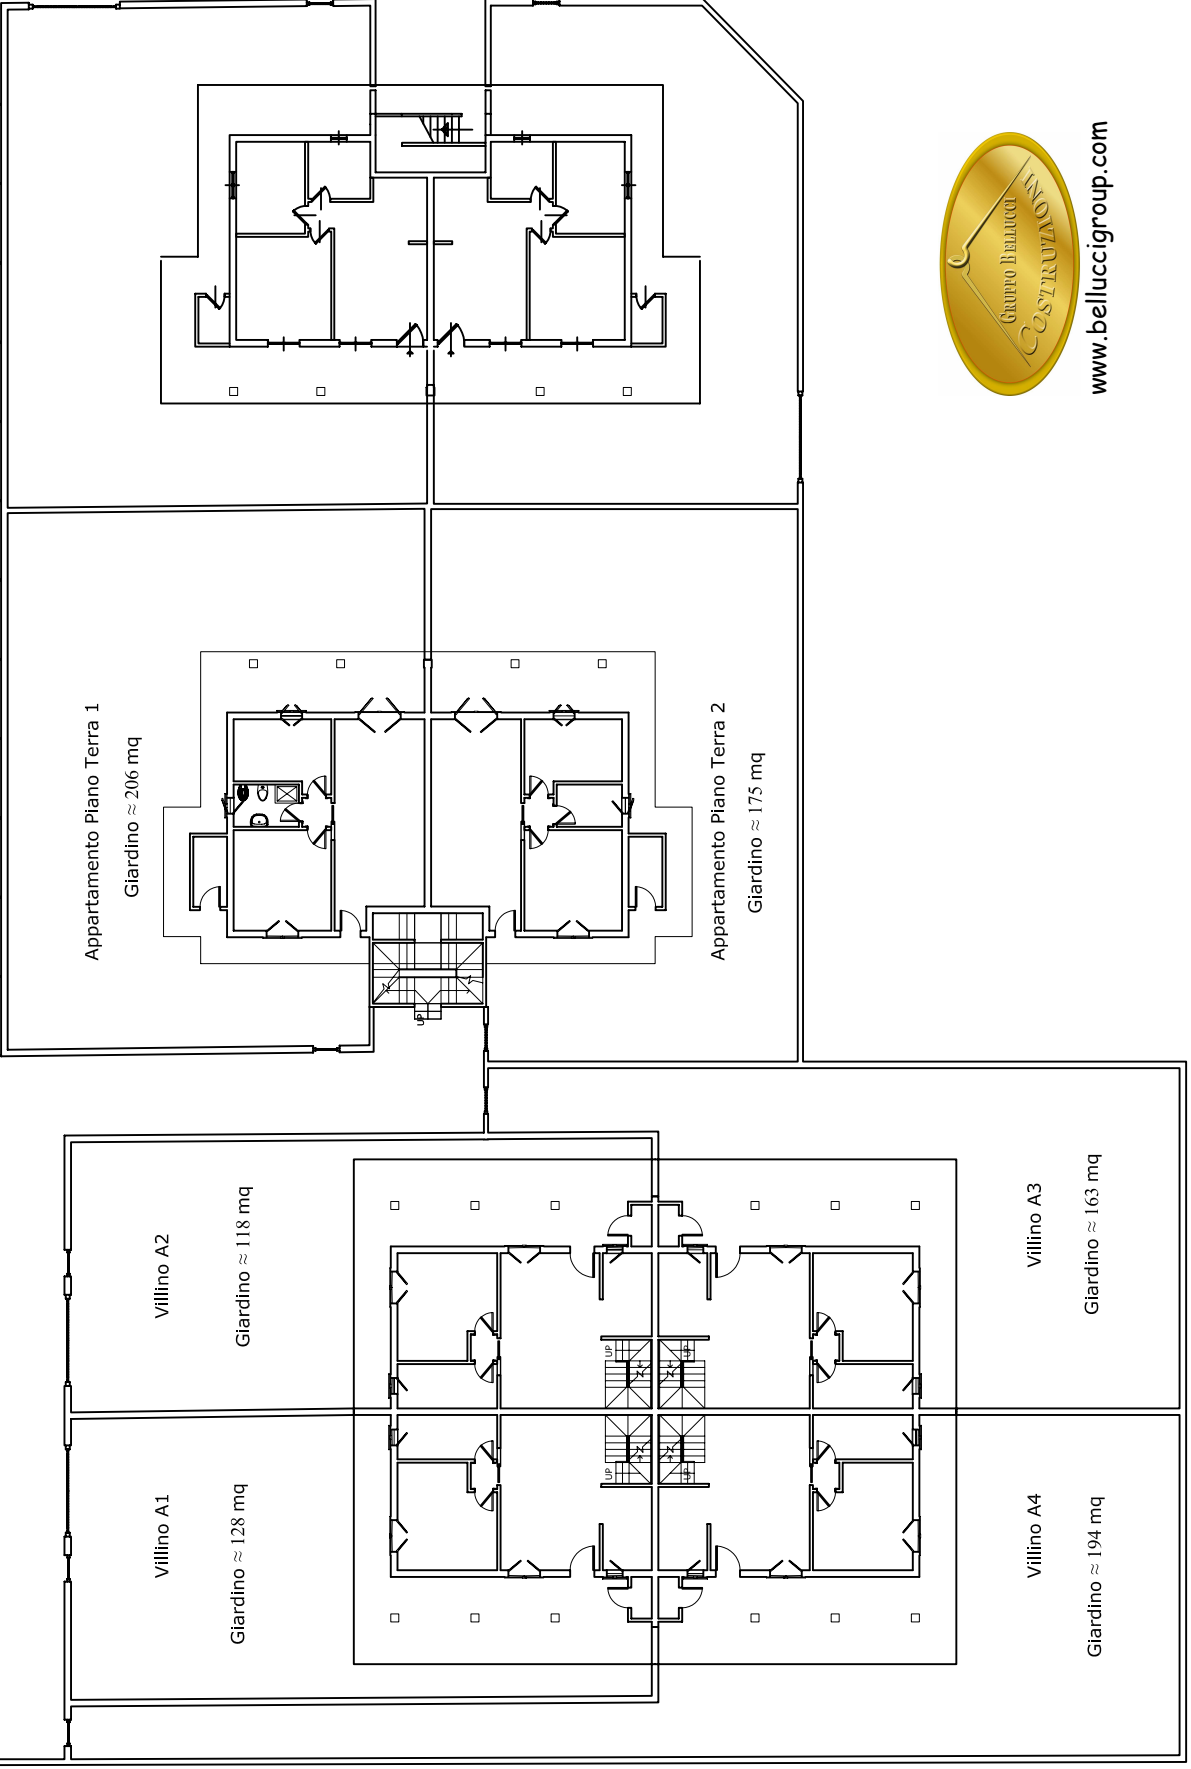 GRUPPO BELLUCCI
COSTRUZIONI
www.belluccigroup.com
Appartamento Piano Terra 1
Giardino ≈ 206 mq
Appartamento Piano Terra 2
Giardino ≈ 175 mq
UP
Villino A2
Giardino ≈ 118 mq
Villino A3
Giardino ≈ 163 mq
UP
UP
UP
UP
Villino A1
Giardino ≈ 128 mq
Villino A4
Giardino ≈ 194 mq